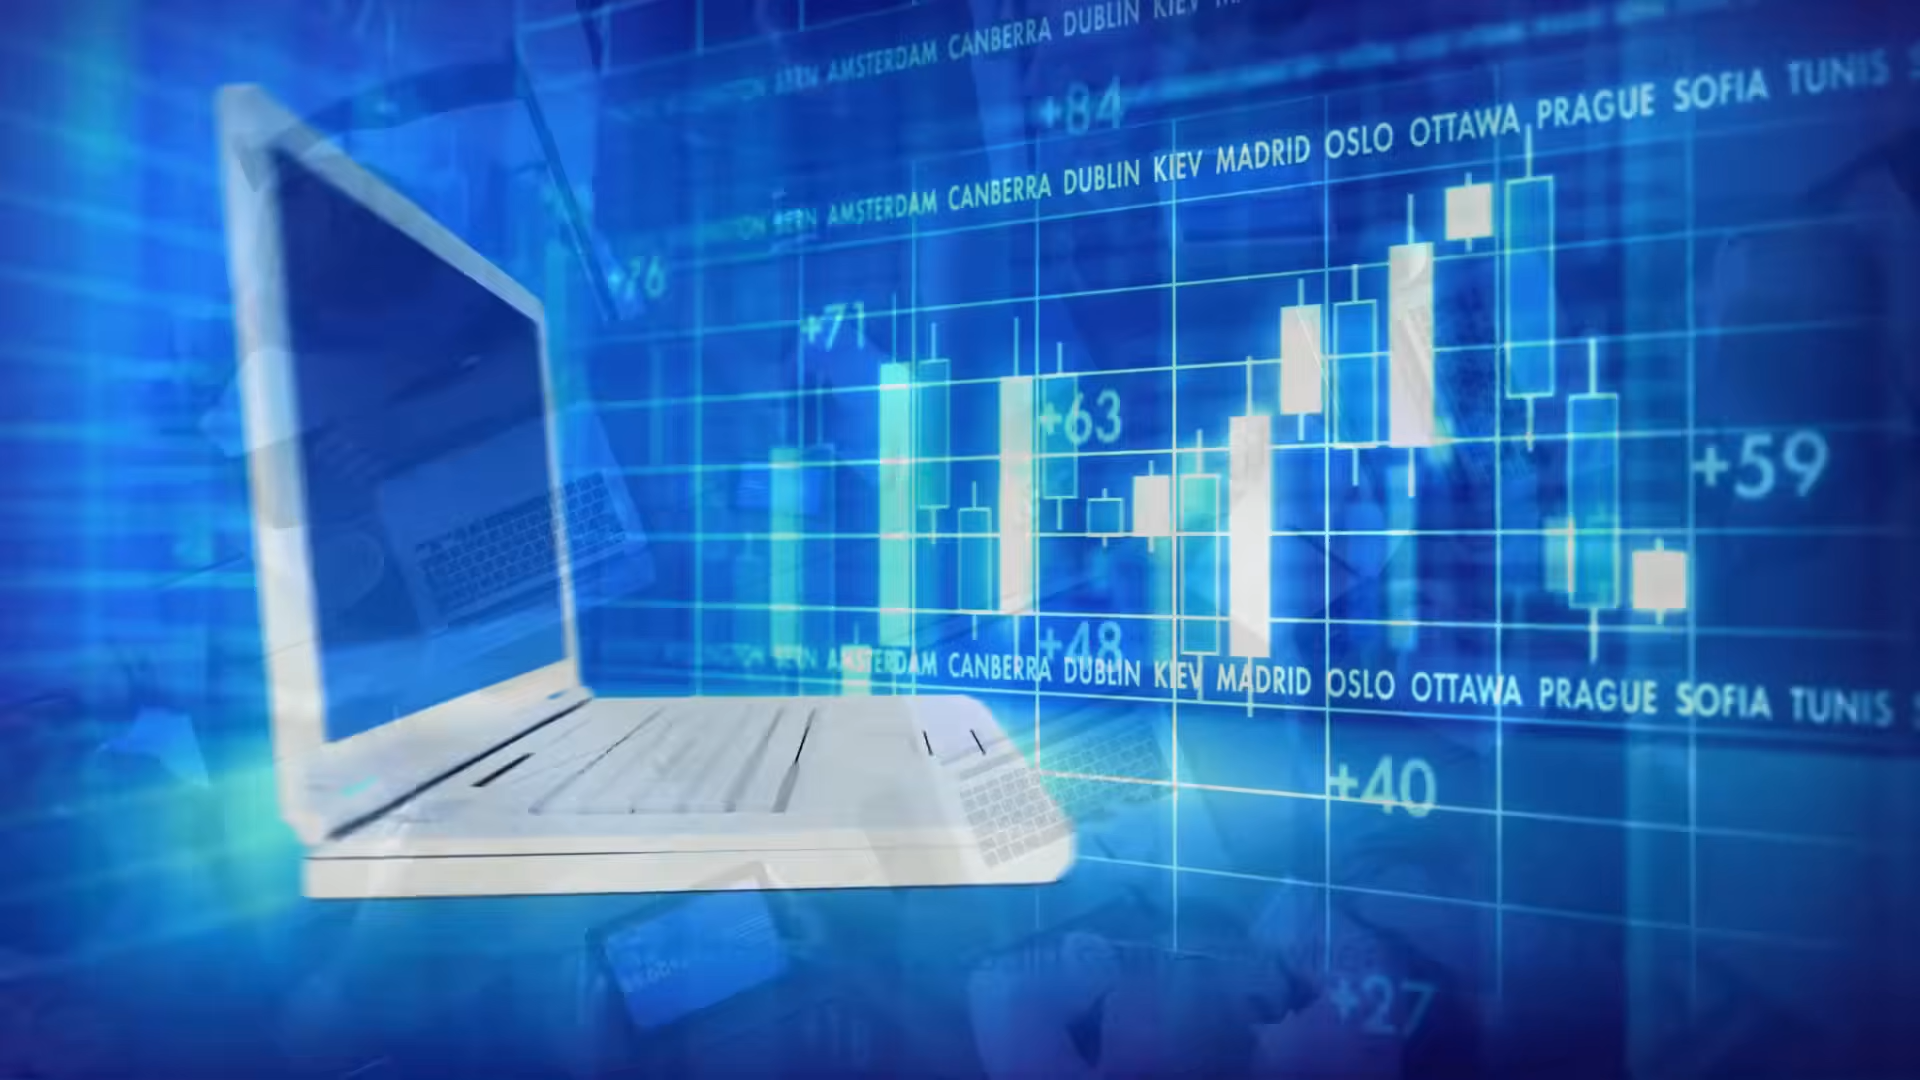 AMSTERDAM CANBERRA DUBLIN KIEV
+84
BERN AMSTERDAM CANBERRA DUBLIN KIEV MADRID OSLO OTTAWA PRAGUE SOFIA TUNIS
+76
+71
+63
+59
+48
BERN AMSTERDAM CANBERRA DUBLIN KIEV MADRID OSLO OTTAWA PRAGUE SOFIA TUNIS
+40
+27